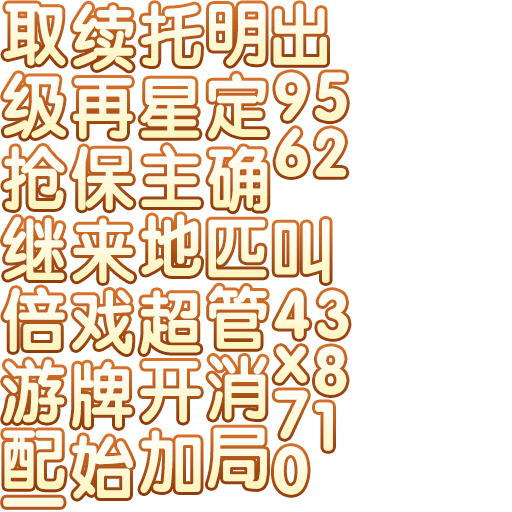 取续托明出
级再星定95
抢保主确62
继来地匹叫
倍戏超管43
游牌开消×8
配始加局71
一0